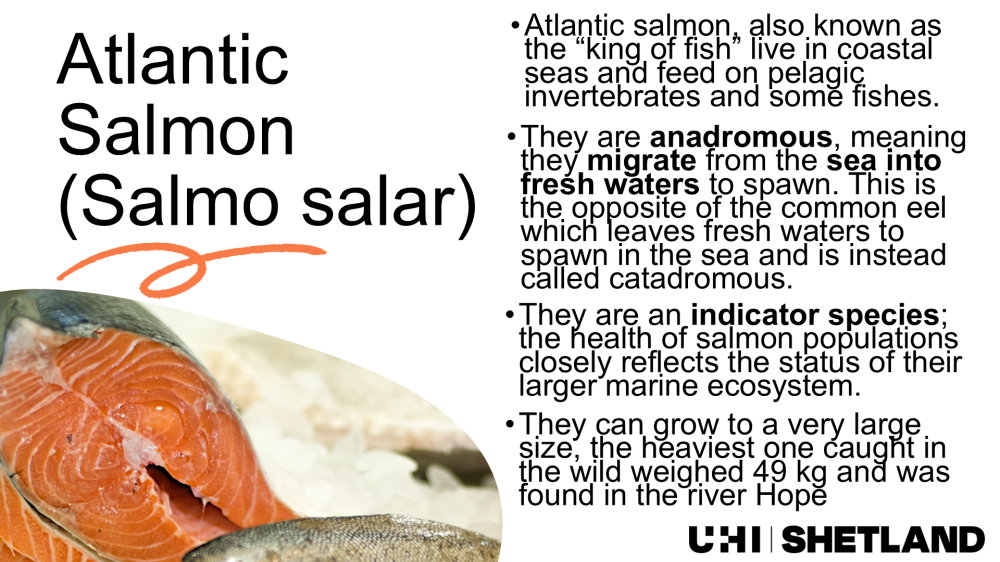 Atlantic
Salmon
(Salmo salar)
•Atlantic salmon, also known as
the “king of fish” live in coastal
seas and feed on pelagic
invertebrates and some fishes.
•They are anadromous, meaning
they migrate from the sea into
fresh waters to spawn. This is
the opposite of the common eel
which leaves fresh waters to
spawn in the sea and is instead
called catadromous.
•They are an indicator species;
the health of salmon populations
closely reflects the status of their
larger marine ecosystem.
•They can grow to a very large
size, the heaviest one caught in
the wild weighed 49 kg and was
found in the river Hope
UHI | SHETLAND